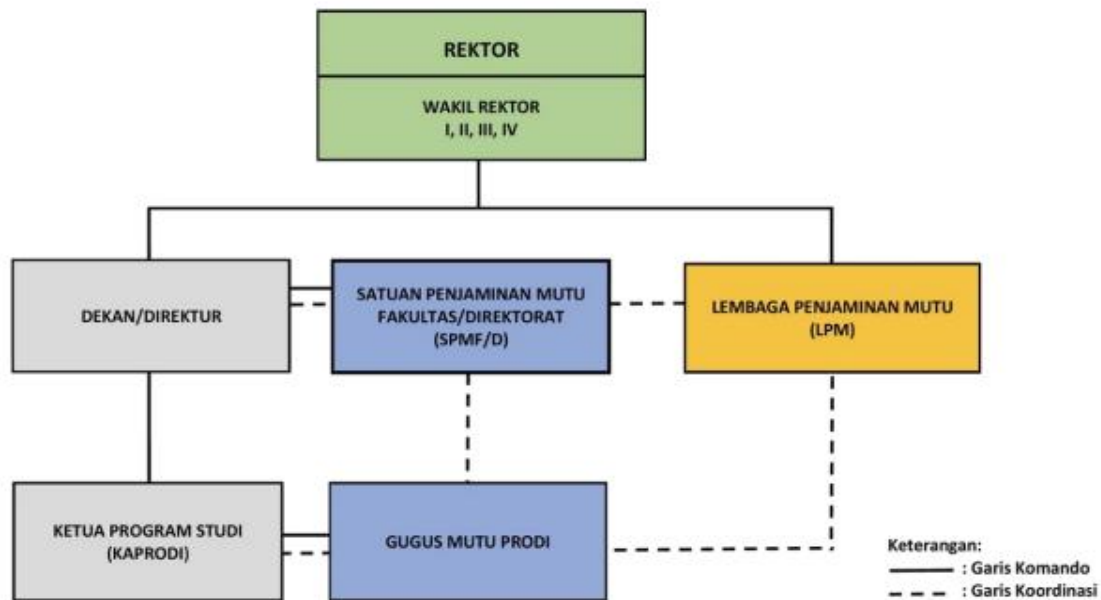 REKTOR
WAKIL REKTOR
I, II, III, IV
DEKAN/DIREKTUR
SATUAN PENJAMINAN MUTU
FAKULTAS/DIREKTORAT
(SPMF/D)
LEMBAGA PENJAMINAN MUTU
(LPM)
KETUA PROGRAM STUDI
(KAPRODI)
GUGUS MUTU PRODI
Keterangan:
: Garis Komando
: Garis Koordinasi